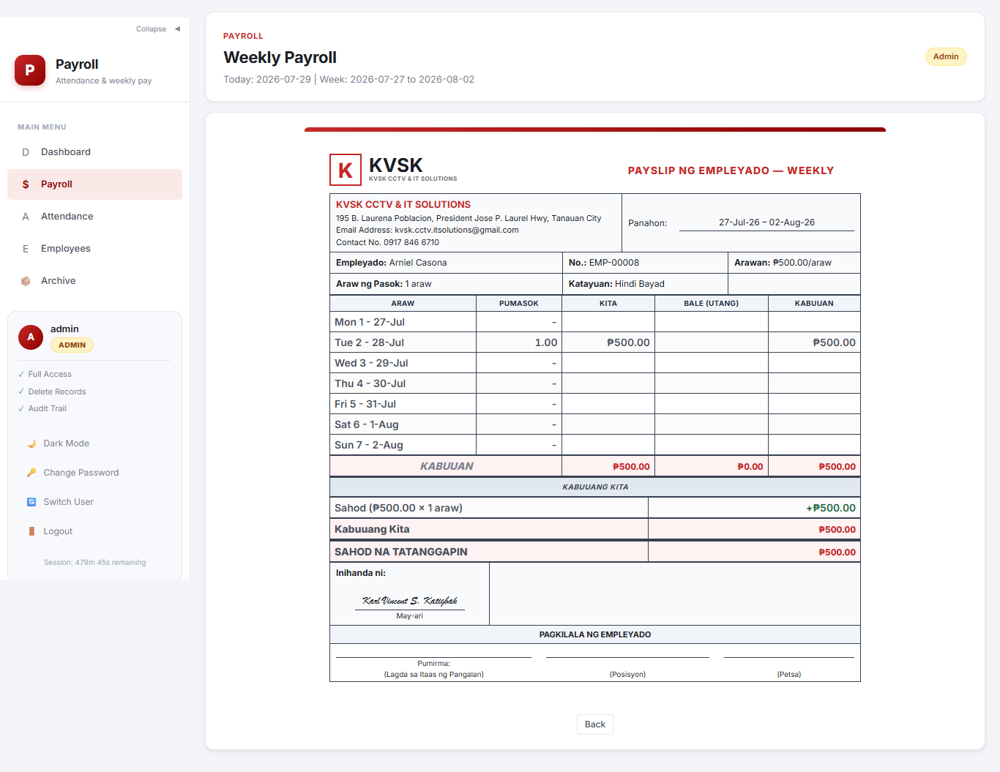 Collapse ◄
P
Payroll
Attendance & weekly pay
MAIN MENU
D Dashboard
$ Payroll
A Attendance
E Employees
Archive
A
admin
ADMIN
✓ Full Access
✓ Delete Records
✓ Audit Trail
Dark Mode
Change Password
Switch User
Logout
Session: 479m 45s remaining
PAYROLL
Weekly Payroll
Today: 2026-07-29 | Week: 2026-07-27 to 2026-08-02
Admin
K
KVSK
KVSK CCTV & IT SOLUTIONS
PAYSLIP NG EMPLEYADO — WEEKLY
KVSK CCTV & IT SOLUTIONS
195 B. Laurena Poblacion, President Jose P. Laurel Hwy, Tanauan City
Email Address: kvsk.cctv.itsolutions@gmail.com
Contact No. 0917 846 6710
Panahon: 27-Jul-26 – 02-Aug-26
Empleyado: Arniel Casona No.: EMP-00008 Arawan: ₱500.00/araw
Araw ng Pasok: 1 araw Katayuan: Hindi Bayad
ARAW PUMASOK KITA BALE (UTANG) KABUUAN
Mon 1 - 27-Jul -
Tue 2 - 28-Jul 1.00 ₱500.00 ₱500.00
Wed 3 - 29-Jul -
Thu 4 - 30-Jul -
Fri 5 - 31-Jul -
Sat 6 - 1-Aug -
Sun 7 - 2-Aug -
KABUUAN ₱500.00 ₱0.00 ₱500.00
KABUUANG KITA
Sahod (₱500.00 × 1 araw) +₱500.00
Kabuuang Kita ₱500.00
SAHOD NA TATANGGAPIN ₱500.00
Inihanda ni:
Karl Vincent S. Katigbak
May-ari
PAGKILALA NG EMPLEYADO
Pumirma:
(Lagda sa Itaas ng Pangalan) (Posisyon) (Petsa)
Back